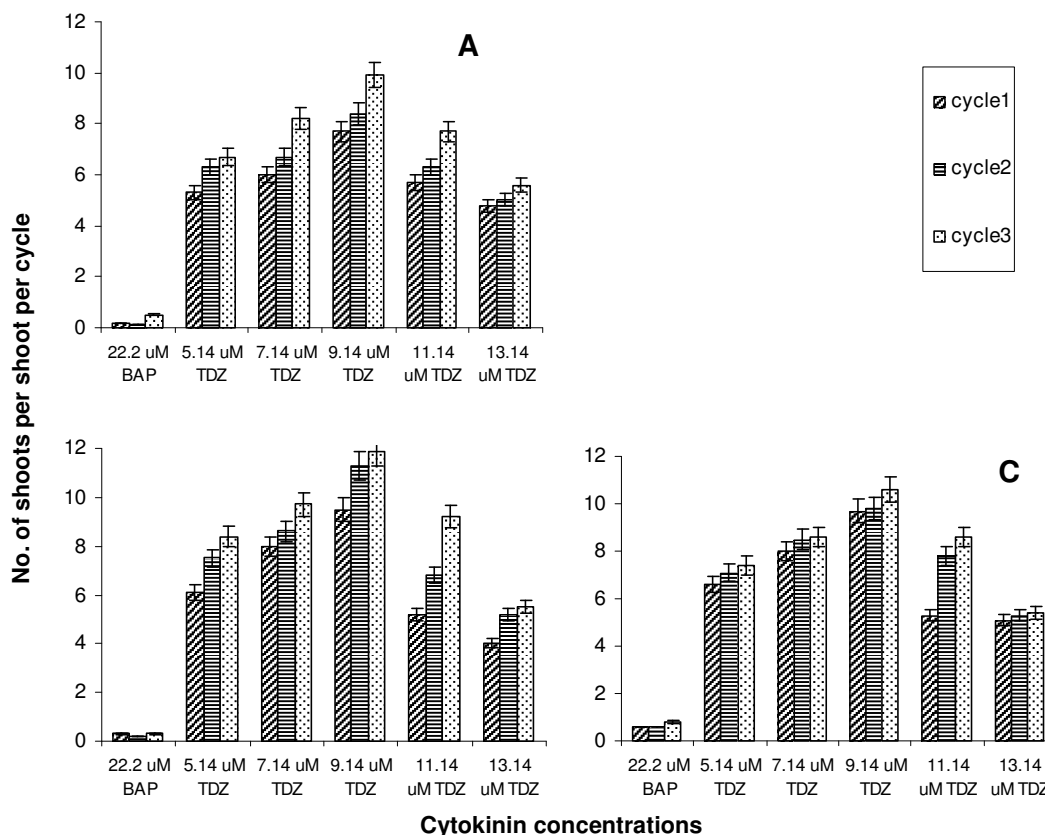 No. of shoots per shoot per cycle
A
12
10
8
6
4
2
0
22.2 uM 5.14 uM 7.14 uM 9.14 uM 11.14 13.14
BAP TDZ TDZ TDZ uM TDZ uM TDZ
cycle1
cycle2
cycle3
12
10
8
6
4
2
0
22.2 uM 5.14 uM 7.14 uM 9.14 uM 11.14 13.14
BAP TDZ TDZ TDZ uM TDZ uM TDZ
C
12
10
8
6
4
2
0
22.2 uM 5.14 uM 7.14 uM 9.14 uM 11.14 13.14
BAP TDZ TDZ TDZ uM TDZ uM TDZ
Cytokinin concentrations